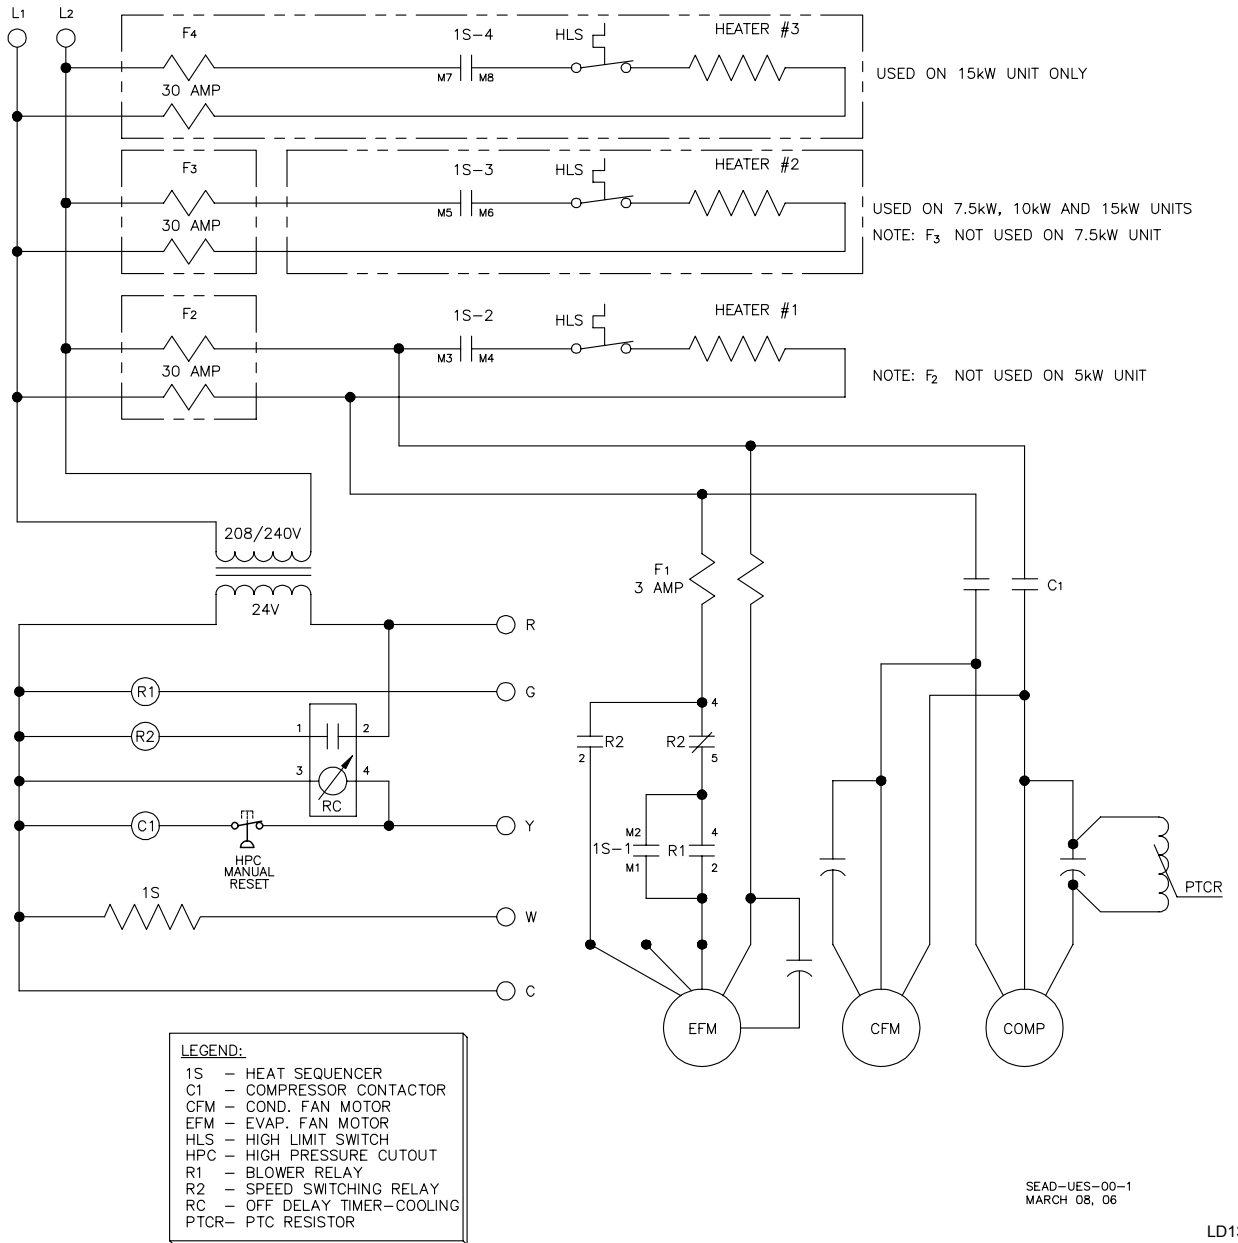 L1 L2
F4 1S-4 HLS HEATER #3
M7 M8
30 AMP
USED ON 15kW UNIT ONLY
F3 1S-3 HLS HEATER #2
M5 M6
30 AMP
USED ON 7.5kW, 10kW AND 15kW UNITS
NOTE: F3 NOT USED ON 7.5kW UNIT
F2 1S-2 HLS HEATER #1
M3 M4
30 AMP
NOTE: F2 NOT USED ON 5kW UNIT
208/240V
24V
F1
3 AMP
C1
R
R1 G
R2 1 2
3 4
RC
C1 Y
HPC
MANUAL
RESET
1S W
C
4
R2 R2
2 5
M2 4
1S-1 R1
M1 2
PTCR
EFM CFM COMP
LEGEND:
1S – HEAT SEQUENCER
C1 – COMPRESSOR CONTACTOR
CFM – COND. FAN MOTOR
EFM – EVAP. FAN MOTOR
HLS – HIGH LIMIT SWITCH
HPC – HIGH PRESSURE CUTOUT
R1 – BLOWER RELAY
R2 – SPEED SWITCHING RELAY
RC – OFF DELAY TIMER–COOLING
PTCR– PTC RESISTOR
SEAD–UES–00–1
MARCH 08, 06